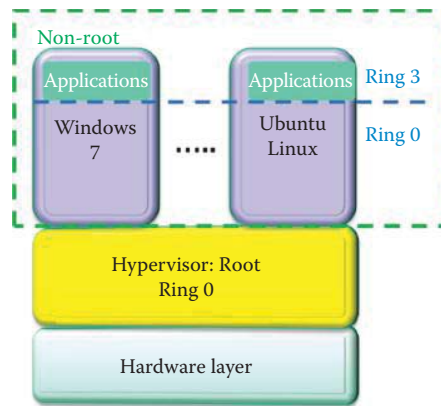 Non-root
Applications
Applications
Ring 3
Windows
7
.....
Ubuntu
Linux
Ring 0
Hypervisor: Root
Ring 0
Hardware layer